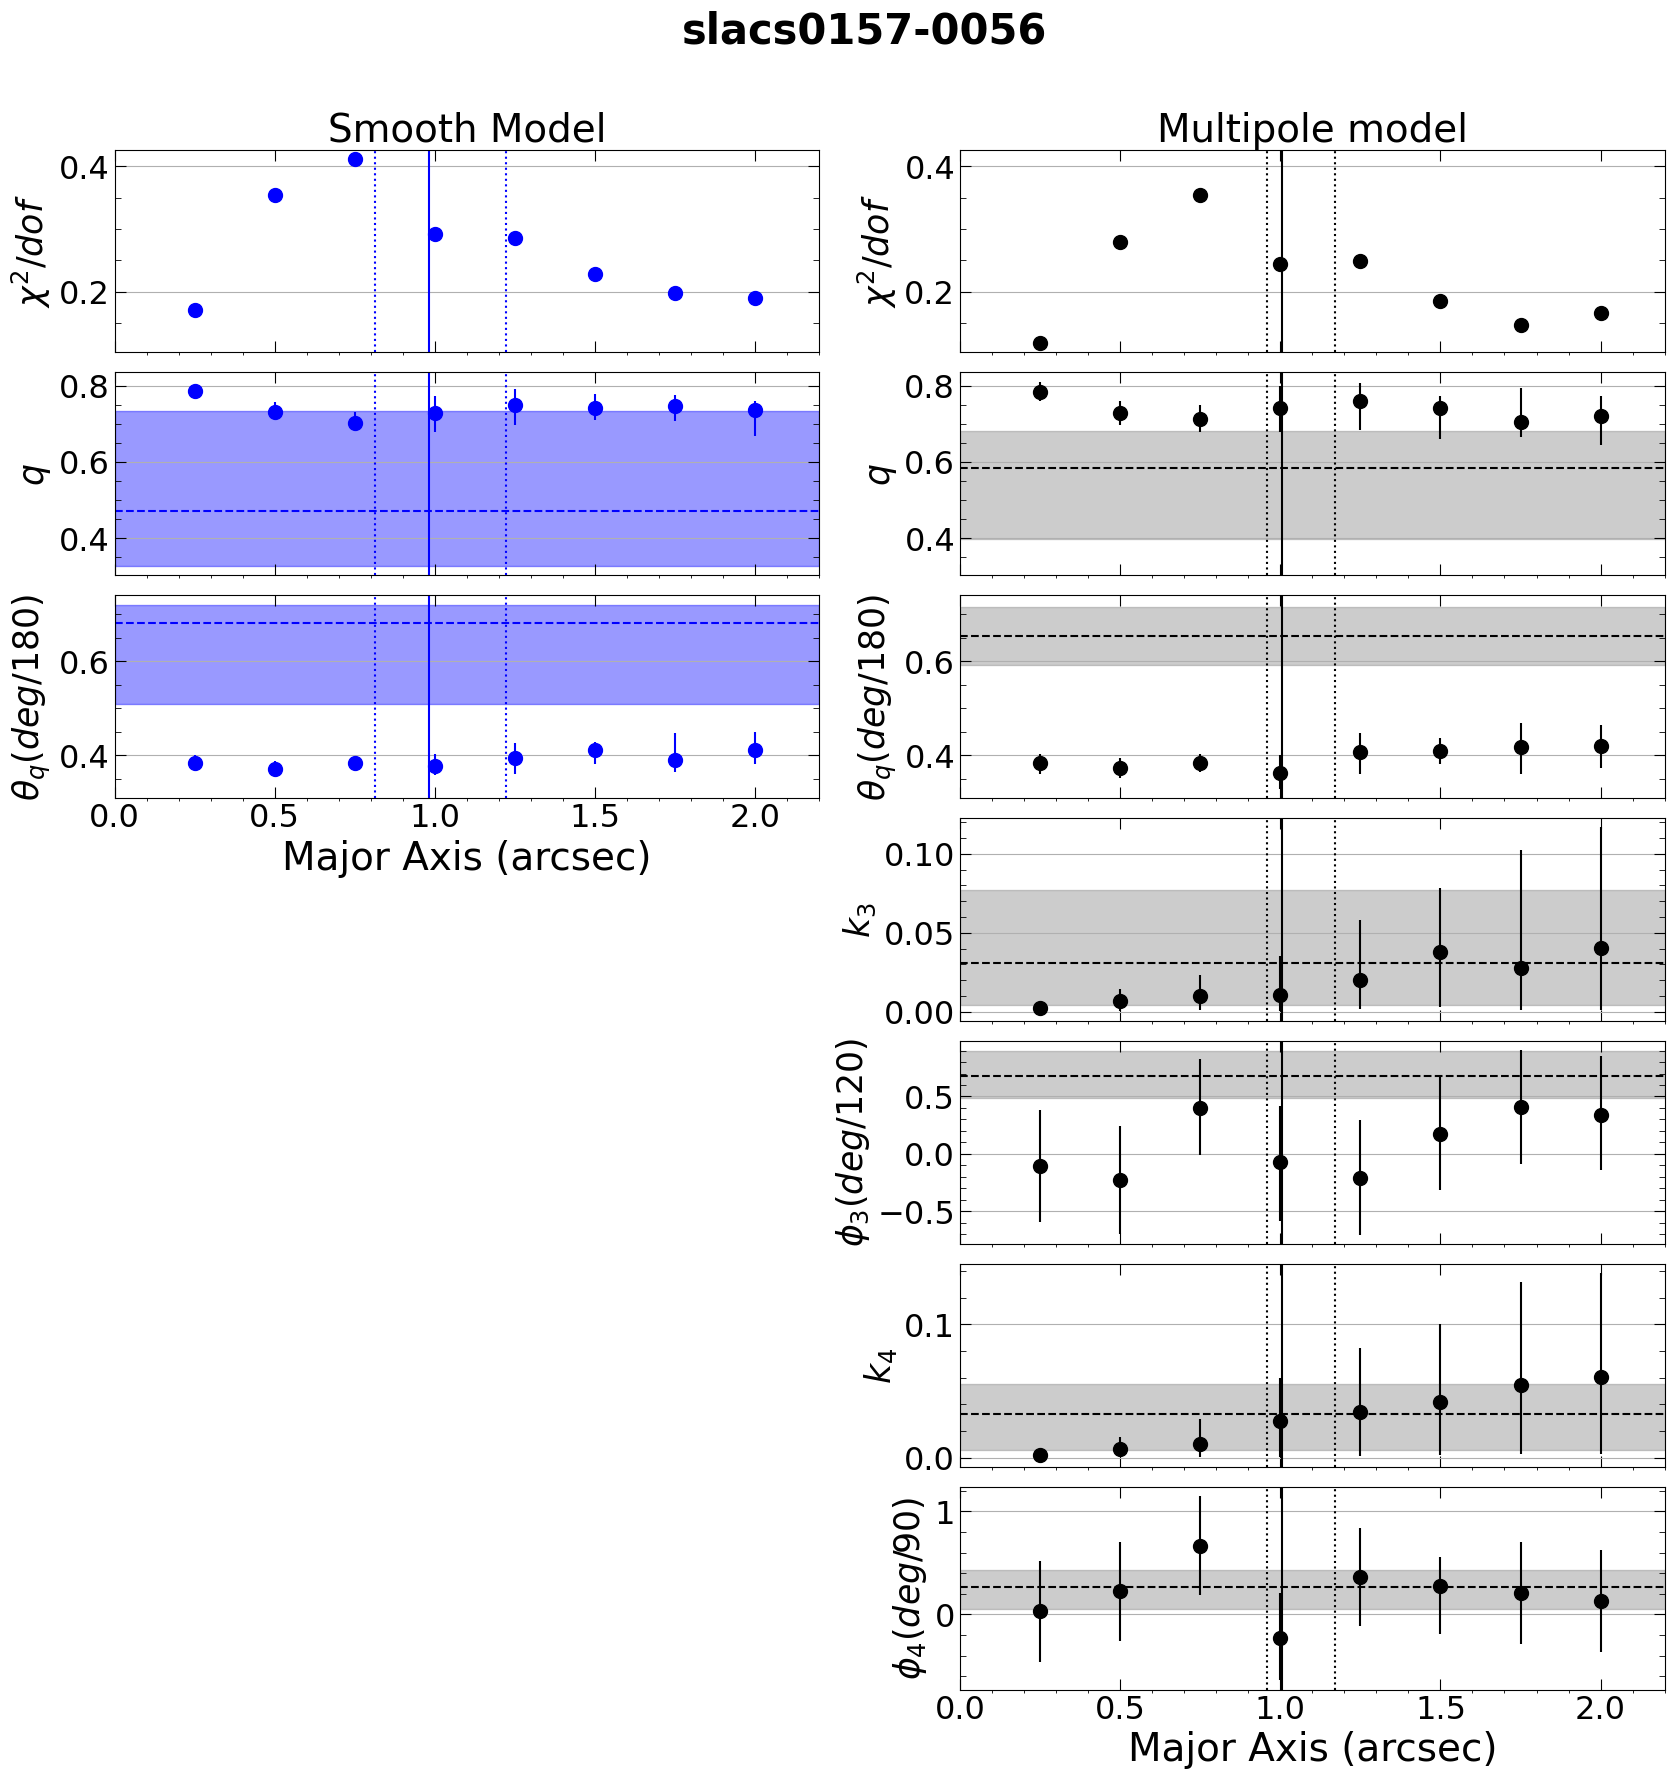 slacs0157-0056
Smooth Model
χ²/dof
0.4
0.2
q
0.8
0.6
0.4
θ_q(deg/180)
0.6
0.4
0.0 0.5 1.0 1.5 2.0
Major Axis (arcsec)
Multipole model
χ²/dof
0.4
0.2
q
0.8
0.6
0.4
θ_q(deg/180)
0.6
0.4
k₃
0.10
0.05
0.00
ϕ₃(deg/120)
0.5
0.0
−0.5
k₄
0.1
0.0
ϕ₄(deg/90)
1
0
0.0 0.5 1.0 1.5 2.0
Major Axis (arcsec)